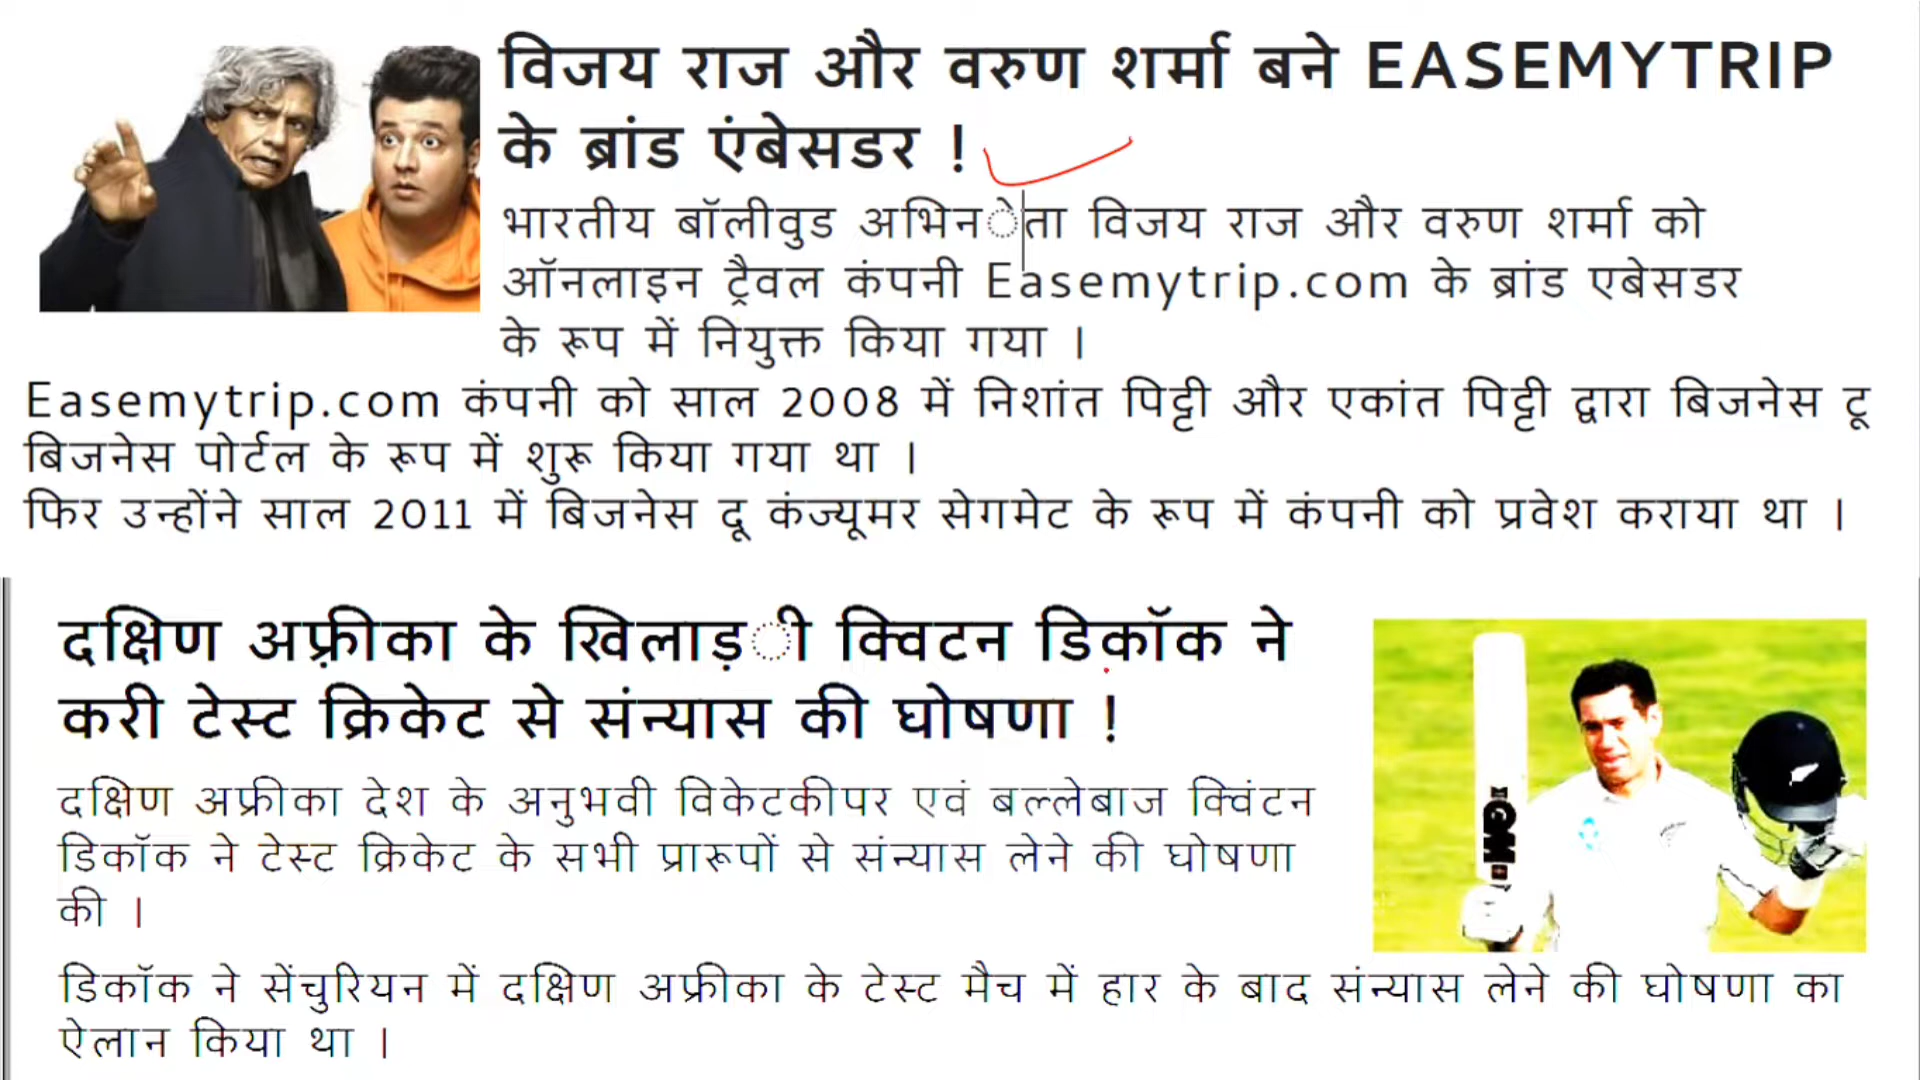 विजय राज और वरुण शर्मा बने EASEMYTRIP
के ब्रांड एंबेसडर !
भारतीय बॉलीवुड अभिनेता विजय राज और वरुण शर्मा को
ऑनलाइन ट्रैवल कंपनी Easemytrip.com के ब्रांड एबेसडर
के रूप में नियुक्त किया गया ।
Easemytrip.com कंपनी को साल 2008 में निशांत पिट्टी और एकांत पिट्टी द्वारा बिजनेस टू
बिजनेस पोर्टल के रूप में शुरू किया गया था ।
फिर उन्होंने साल 2011 में बिजनेस दू कंज्यूमर सेगमेट के रूप में कंपनी को प्रवेश कराया था ।
दक्षिण अफ़्रीका के खिलाड़ी क्विटन डिकॉक ने
करी टेस्ट क्रिकेट से संन्यास की घोषणा !
दक्षिण अफ्रीका देश के अनुभवी विकेटकीपर एवं बल्लेबाज क्विंटन
डिकॉक ने टेस्ट क्रिकेट के सभी प्रारूपों से संन्यास लेने की घोषणा
की ।
GM
डिकॉक ने सेंचुरियन में दक्षिण अफ्रीका के टेस्ट मैच में हार के बाद संन्यास लेने की घोषणा का
ऐलान किया था ।